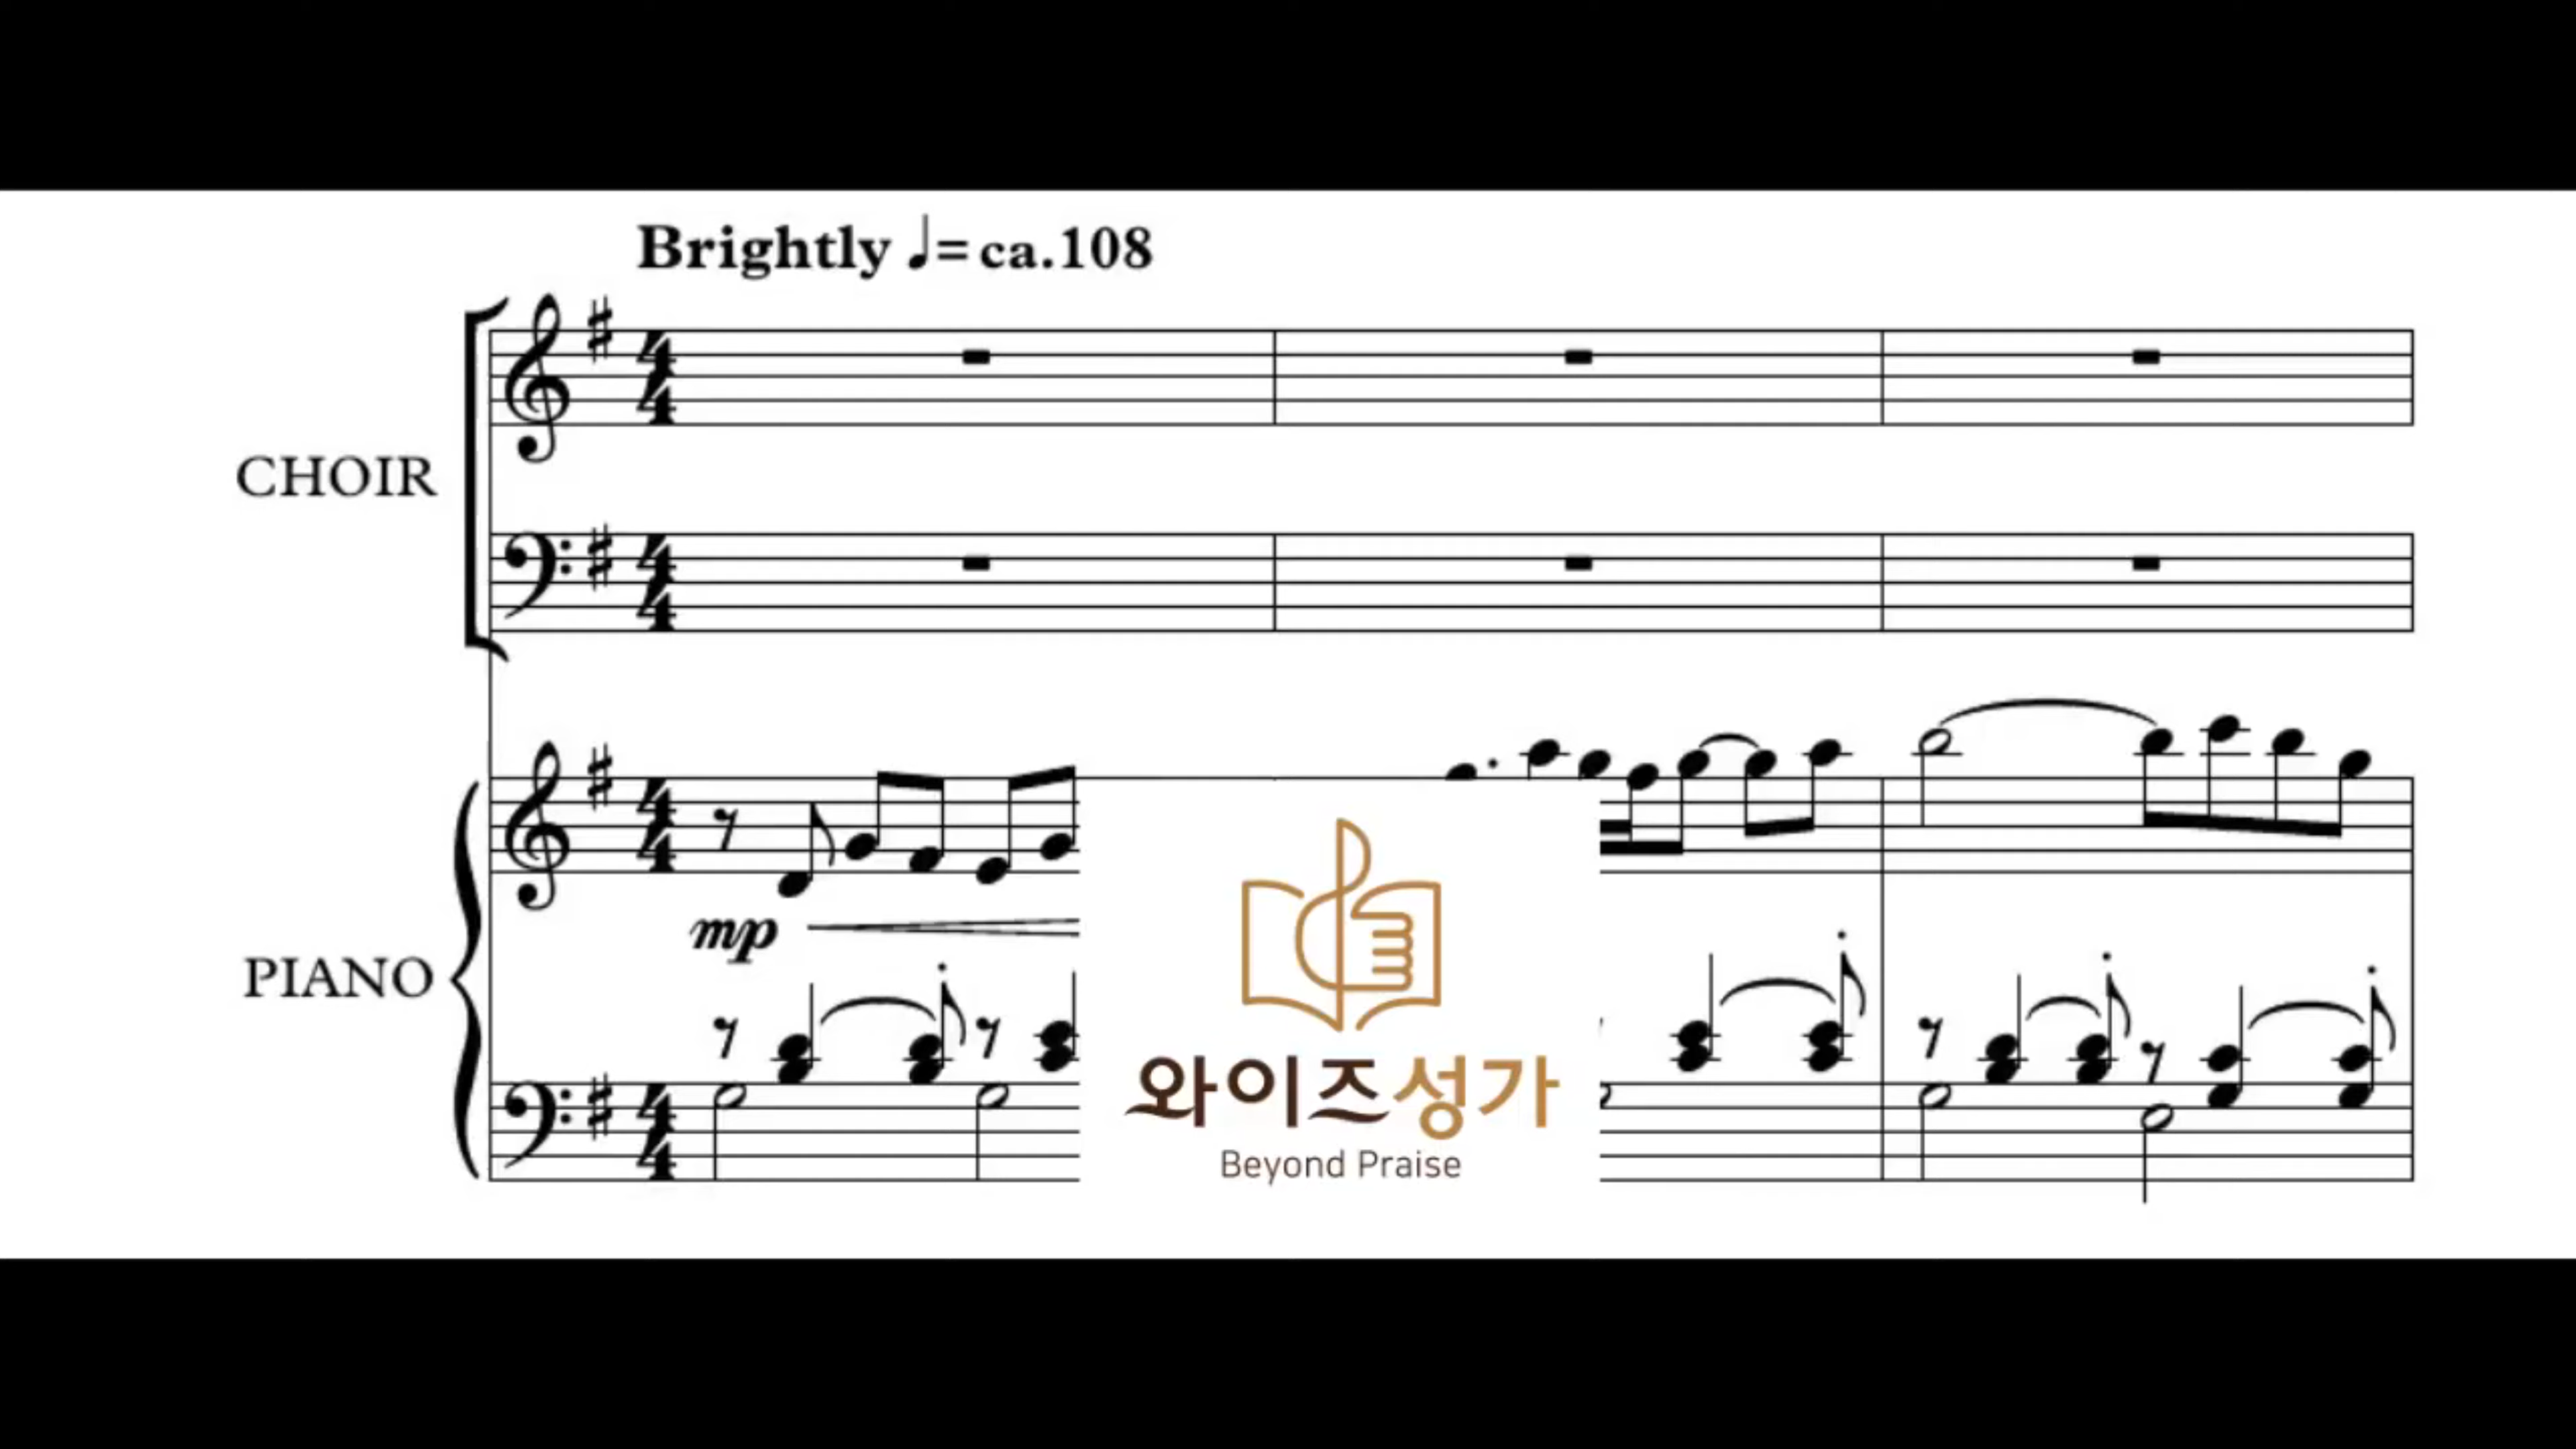 Brightly ♩=ca.108
CHOIR
PIANO
mp
와이즈성가
Beyond Praise